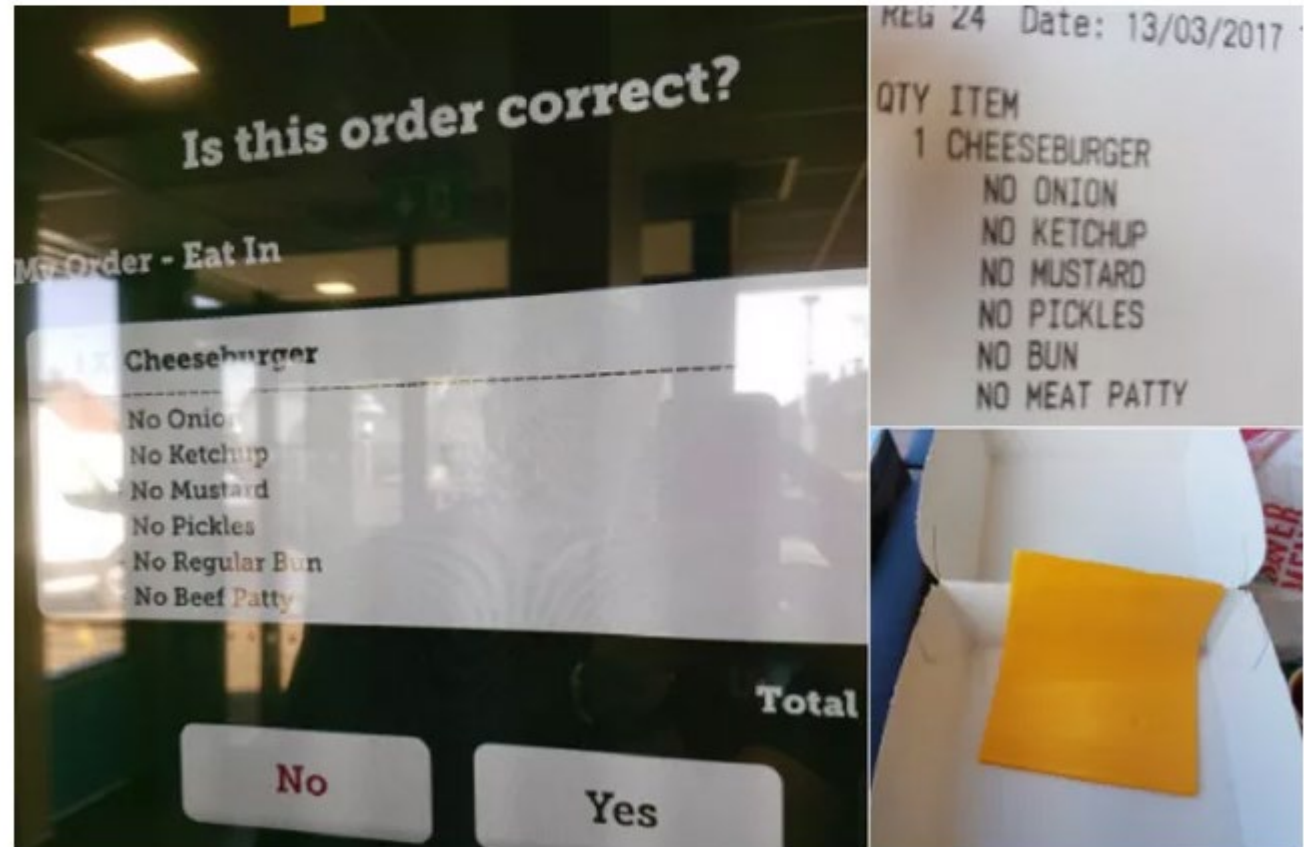 Is this order correct?
My Order - Eat In
Cheeseburger
No Onion
No Ketchup
No Mustard
No Pickles
No Regular Bun
No Beef Patty
Total
No
Yes
REG 24 Date: 13/03/2017
QTY ITEM
1 CHEESEBURGER
NO ONION
NO KETCHUP
NO MUSTARD
NO PICKLES
NO BUN
NO MEAT PATTY